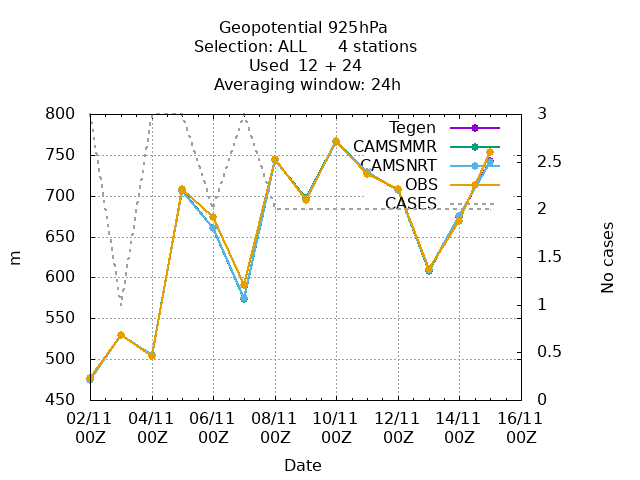 Geopotential 925hPa
Selection: ALL 4 stations
Used 12 + 24
Averaging window: 24h
800
750
700
650
600
550
500
450
m
3
2.5
2
1.5
1
0.5
0
No cases
Tegen
CAMSMMR
CAMSNRT
OBS
CASES
02/11 04/11 06/11 08/11 10/11 12/11 14/11 16/11
00Z 00Z 00Z 00Z 00Z 00Z 00Z 00Z
Date